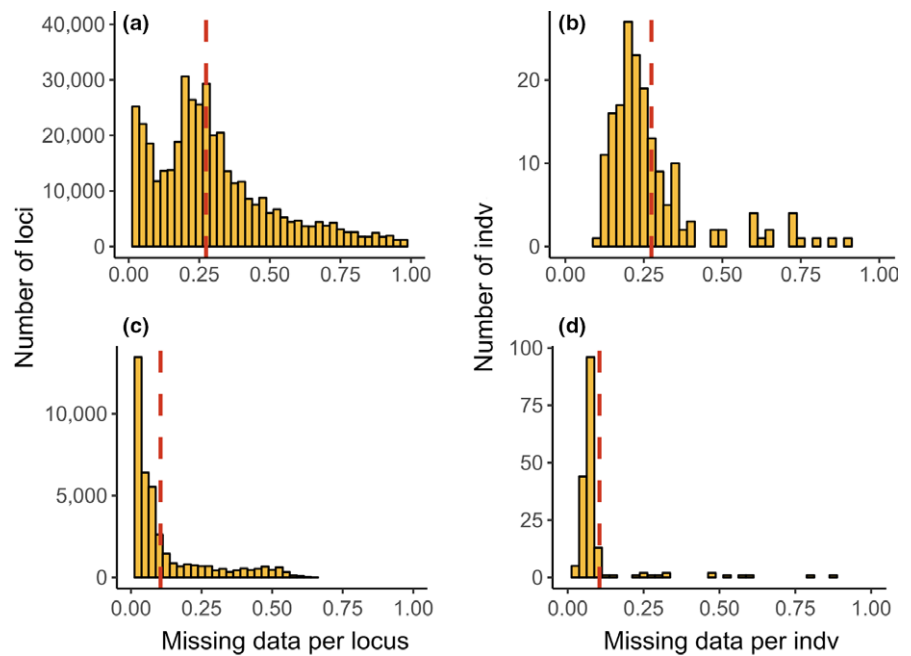 (a)
40,000
30,000
20,000
10,000
0
0.00 0.25 0.50 0.75 1.00
(b)
20
10
0
0.00 0.25 0.50 0.75 1.00
Number of loci
Number of indv
(c)
10,000
5,000
0
0.00 0.25 0.50 0.75 1.00
Missing data per locus
(d)
100
75
50
25
0
0.00 0.25 0.50 0.75 1.00
Missing data per indv